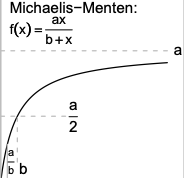 Michaelis−Menten:
f(x)= ax
b+x
a
a
2
a
b
b